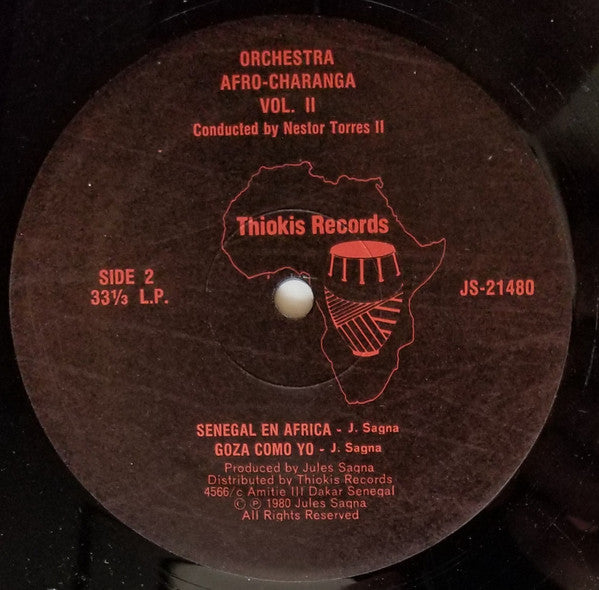 ORCHESTRA
AFRO-CHARANGA
VOL. II
Conducted by Nestor Torres II
Thiokis Records
SIDE 2
33⅓ L.P.
JS-21480
SENEGAL EN AFRICA - J. Sagna
GOZA COMO YO - J. Sagna
Produced by Jules Sagna
Distributed by Thiokis Records
4566/c Amitie III Dakar Senegal
© ℗ 1980 Jules Sagna
All Rights Reserved